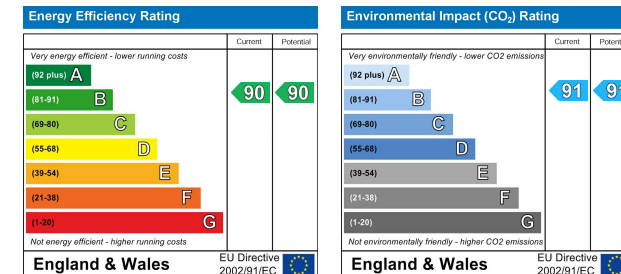 Energy Efficiency Rating
Current Potential
Very energy efficient - lower running costs
(92 plus) A
(81-91) B
(69-80) C
(55-68) D
(39-54) E
(21-38) F
(1-20) G
90 90
Not energy efficient - higher running costs
England & Wales
EU Directive
2002/91/EC
Environmental Impact (CO₂) Rating
Current Potent
Very environmentally friendly - lower CO2 emissions
(92 plus) A
(81-91) B
(69-80) C
(55-68) D
(39-54) E
(21-38) F
(1-20) G
91 91
Not environmentally friendly - higher CO2 emissions
England & Wales
EU Directive
2002/91/EC